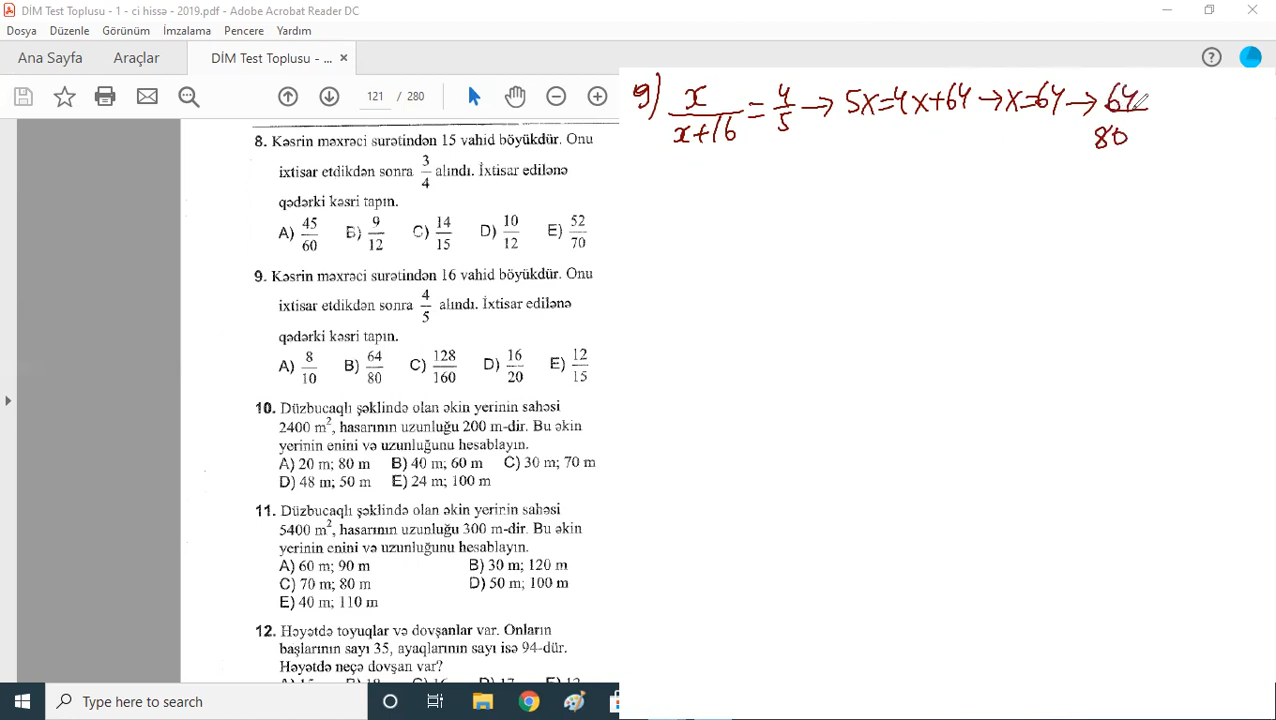 DİM Test Toplusu - 1 - ci hissə - 2019.pdf - Adobe Acrobat Reader DC
Dosya Düzenle Görünüm İmzalama Pencere Yardım
Ana Sayfa Araçlar DİM Test Toplusu - ... ×
121 / 280
8. Kəsrin məxrəci surətindən 15 vahid böyükdür. Onu
ixtisar etdikdən sonra 3/4 alındı. İxtisar edilənə
qədərki kəsri tapın.
A) 45/60 B) 9/12 C) 14/15 D) 10/12 E) 52/70
9. Kəsrin məxrəci surətindən 16 vahid böyükdür. Onu
ixtisar etdikdən sonra 4/5 alındı. İxtisar edilənə
qədərki kəsri tapın.
A) 8/10 B) 64/80 C) 128/160 D) 16/20 E) 12/15
10. Düzbucaqlı şəklində olan əkin yerinin sahəsi
2400 m², hasarının uzunluğu 200 m-dir. Bu əkin
yerinin enini və uzunluğunu hesablayın.
A) 20 m; 80 m B) 40 m; 60 m C) 30 m; 70 m
D) 48 m; 50 m E) 24 m; 100 m
11. Düzbucaqlı şəklində olan əkin yerinin sahəsi
5400 m², hasarının uzunluğu 300 m-dir. Bu əkin
yerinin enini və uzunluğunu hesablayın.
A) 60 m; 90 m B) 30 m; 120 m
C) 70 m; 80 m D) 50 m; 100 m
E) 40 m; 110 m
12. Həyətdə toyuqlar və dovşanlar var. Onların
başlarının sayı 35, ayaqlarının sayı isə 94-dür.
Həyətdə neçə dovşan var?
9) x/x+16 = 4/5 → 5x=4x+64 → x=64 → 64/80
Type here to search